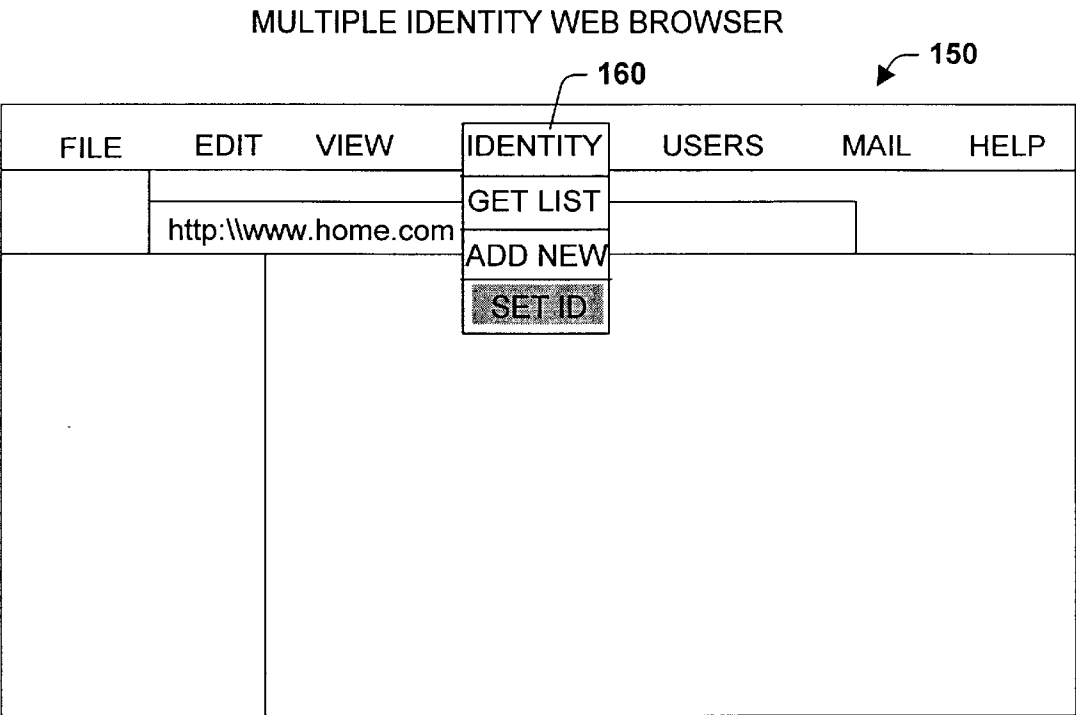 MULTIPLE IDENTITY WEB BROWSER
150
160
FILE EDIT VIEW IDENTITY USERS MAIL HELP
GET LIST
http:\\www.home.com
ADD NEW
SET ID